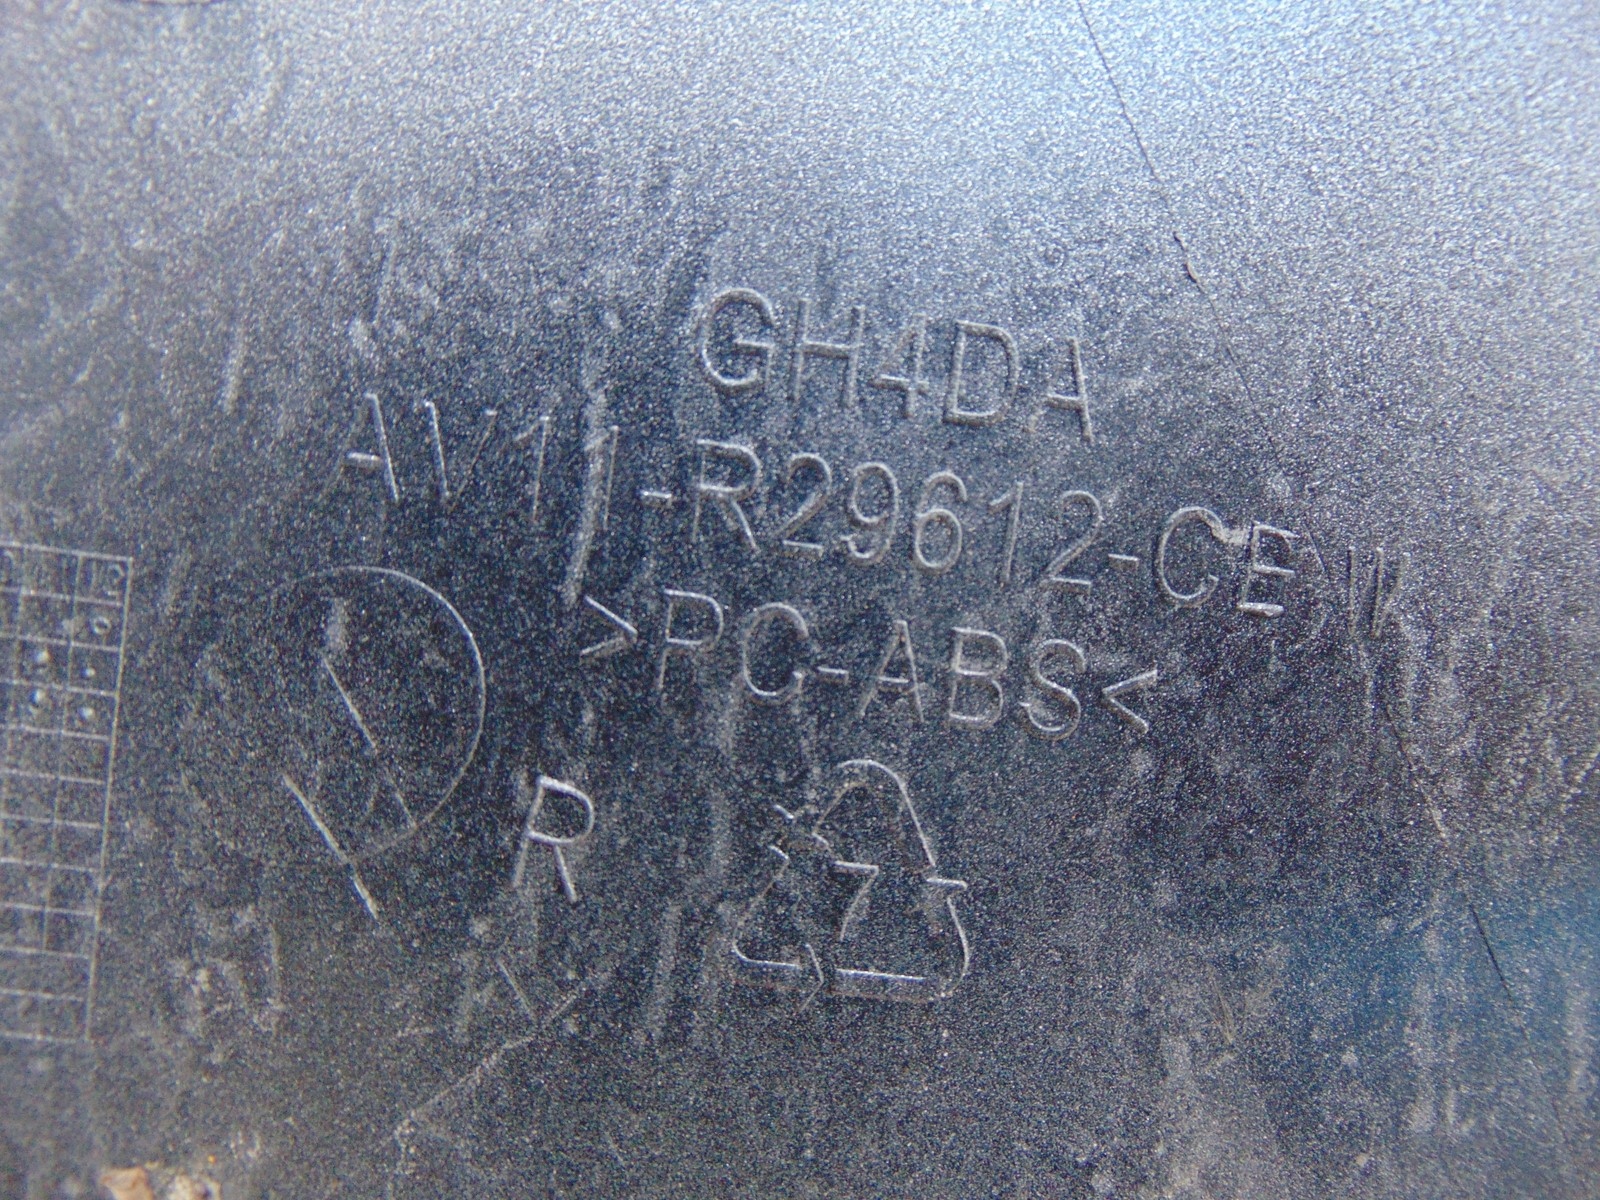 GH4DA
AV11-R29612-CE W
>PC-ABS<
R
7